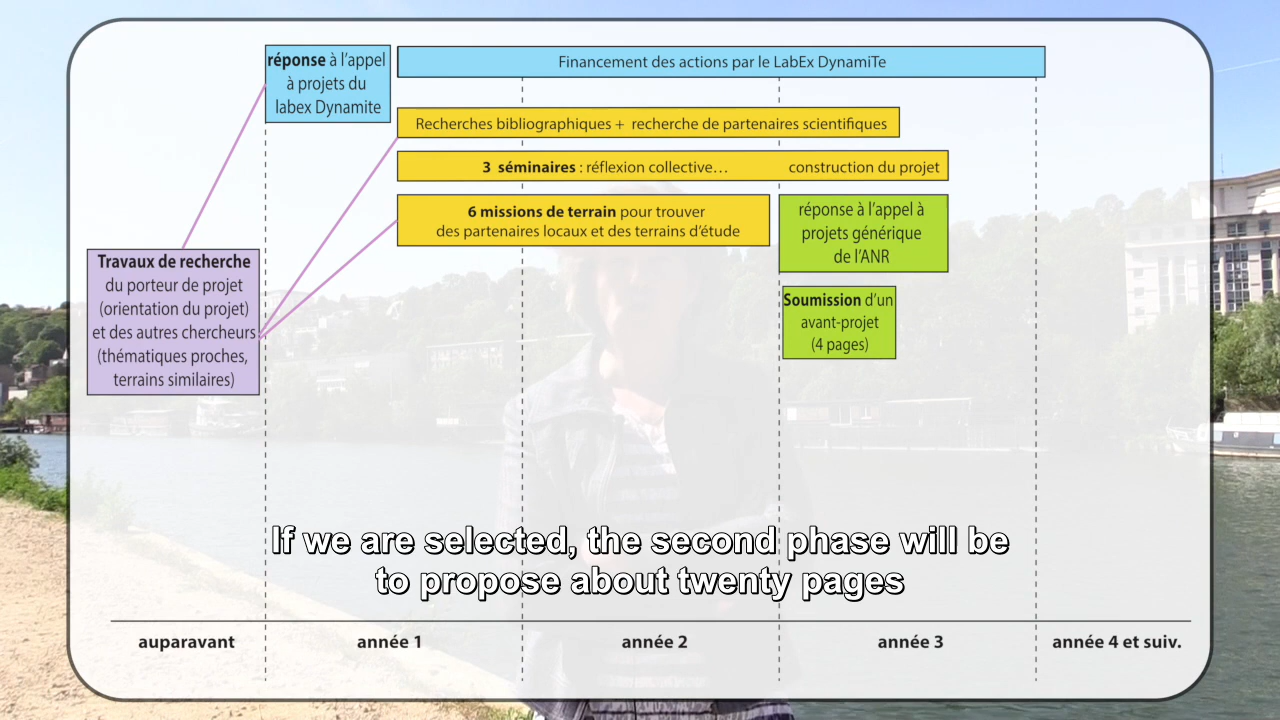 réponse à l'appel
à projets du
labex Dynamite
Financement des actions par le LabEx DynamiTe
Recherches bibliographiques + recherche de partenaires scientifiques
3 séminaires : réflexion collective... construction du projet
6 missions de terrain pour trouver
des partenaires locaux et des terrains d'étude
réponse à l'appel à
projets générique
de l'ANR
Travaux de recherche
du porteur de projet
(orientation du projet)
et des autres chercheurs
(thématiques proches,
terrains similaires)
Soumission d'un
avant-projet
(4 pages)
If we are selected, the second phase will be
to propose about twenty pages
auparavant année 1 année 2 année 3 année 4 et suiv.